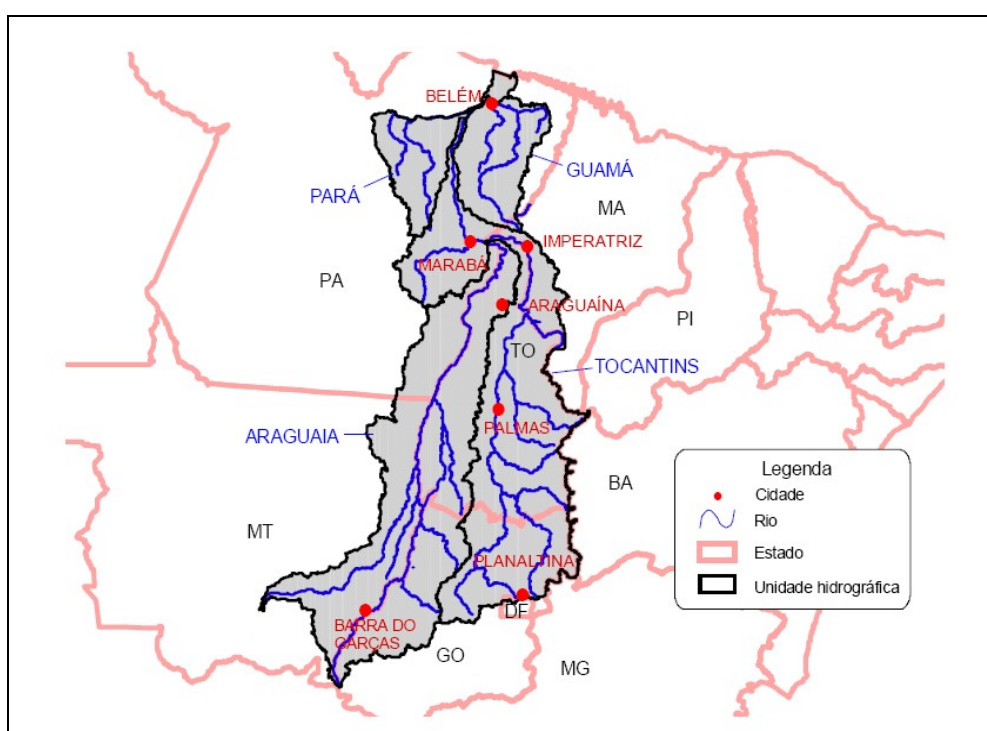 BELÉM
GUAMÁ
PARÁ
MA
IMPERATRIZ
MARABÁ
PA
ARAGUAÍNA
PI
TO
TOCANTINS
PALMAS
ARAGUAIA
BA
Legenda
Cidade
Rio
Estado
Unidade hidrográfica
MT
PLANALTINA
DF
BARRA DO
GARÇAS
GO
MG